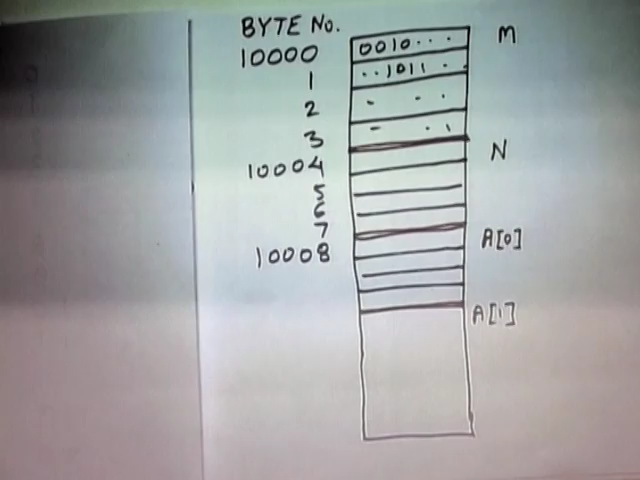 BYTE No.
M
10000 0010...
1 ..1011 .
2
3
N
10004
5
6
7
A[0]
10008
A[1]